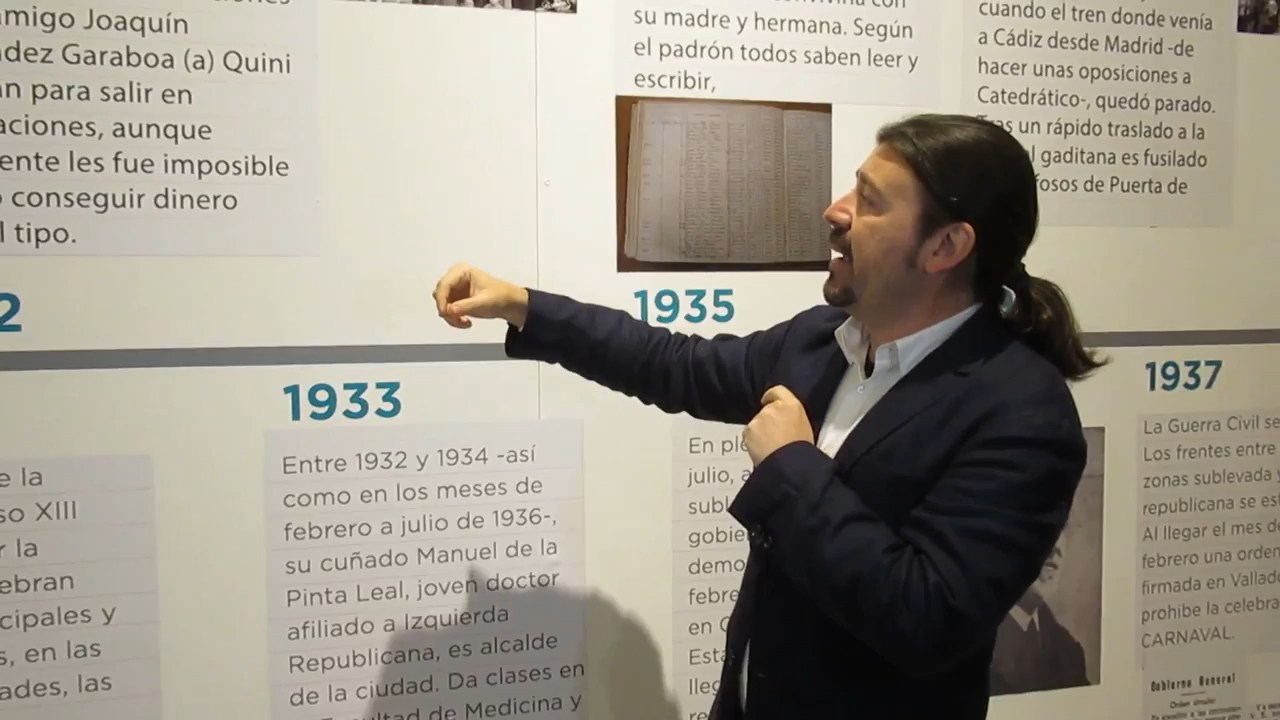 amigo Joaquín
dez Garaboa (a) Quini
an para salir en
aciones, aunque
ente les fue imposible
conseguir dinero
l tipo.
2
e la
so XIII
r la
ebran
cipales y
s, en las
ades, las
1933
Entre 1932 y 1934 -así
como en los meses de
febrero a julio de 1936-,
su cuñado Manuel de la
Pinta Leal, joven doctor
afiliado a Izquierda
Republicana, es alcalde
de la ciudad. Da clases en
de Medicina y
su madre y hermana. Según
el padrón todos saben leer y
escribir,
1935
En
julio, a
subl
gobie
demo
febre
en
Esta
lleg
cuando el tren donde venía
a Cádiz desde Madrid -de
hacer unas oposiciones a
Catedrático-, quedó parado.
Tras un rápido traslado a la
l gaditana es fusilado
fosos de Puerta de
1937
La Guerra Civil se
Los frentes entre
zonas sublevada y
republicana se es
Al llegar el mes d
febrero una orden
firmada en Vallad
prohibe la celebra
CARNAVAL.
Gobierno General
Orden circular